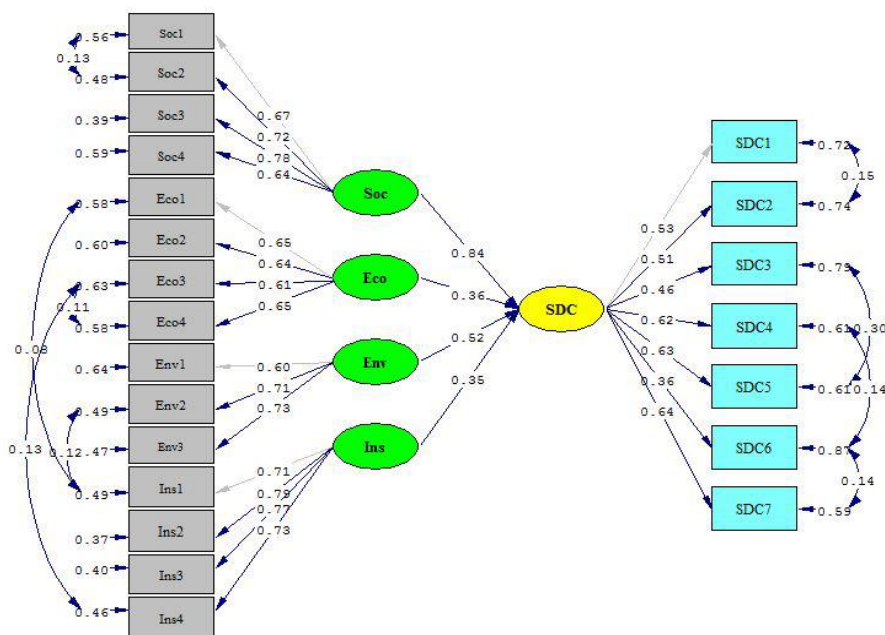 0.56 Soc1
0.13
0.48 Soc2
0.39 Soc3
0.59 Soc4
0.58 Eco1
0.60 Eco2
0.63 Eco3
0.11
0.58 Eco4
0.08
0.64 Env1
0.49 Env2
0.13 0.12 0.47 Env3
0.49 Ins1
0.37 Ins2
0.40 Ins3
0.46 Ins4
0.67
0.72
0.78
0.64
0.65
0.64
0.61
0.65
0.60
0.71
0.73
0.71
0.79
0.77
0.73
Soc
Eco
Env
Ins
0.84
0.36
0.52
0.35
SDC
0.53
0.51
0.46
0.62
0.63
0.36
0.64
SDC1 0.72
0.15
SDC2 0.74
SDC3 0.79
SDC4 0.61 0.30
SDC5 0.61 0.14
SDC6 0.87
0.14
SDC7 0.59